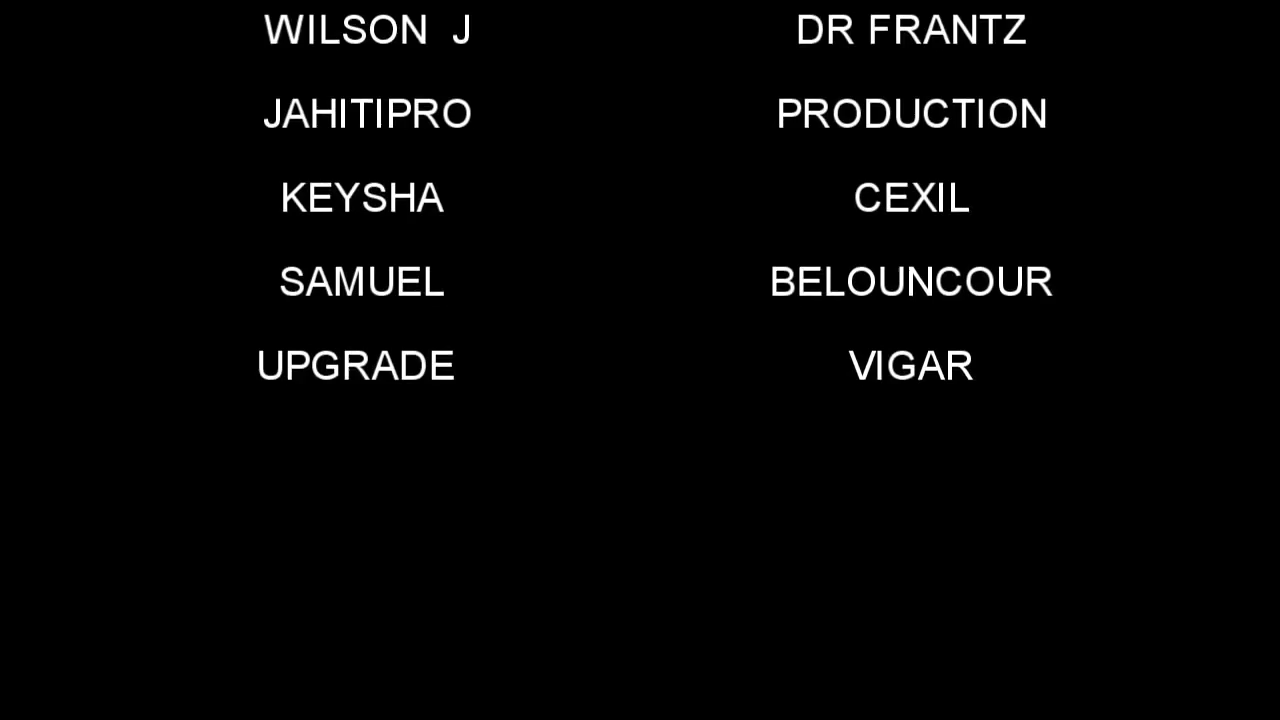 WILSON  J DR FRANTZ
JAHITIPRO PRODUCTION
KEYSHA CEXIL
SAMUEL BELOUNCOUR
UPGRADE VIGAR